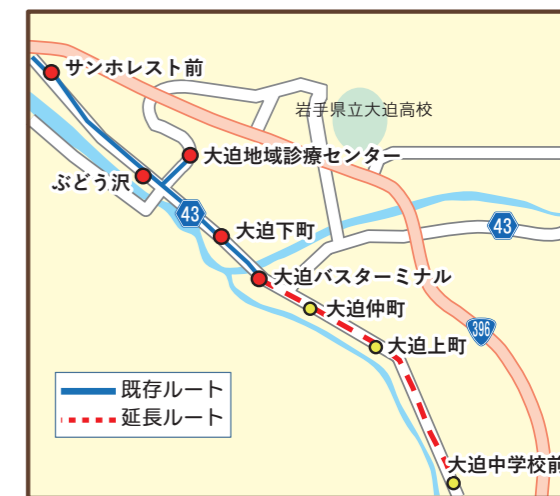 サンホレスト前
岩手県立大迫高校
大迫地域診療センター
ぶどう沢
43
大迫下町
43
大迫バスターミナル
大迫仲町
396
大迫上町
既存ルート
延長ルート
大迫中学校前